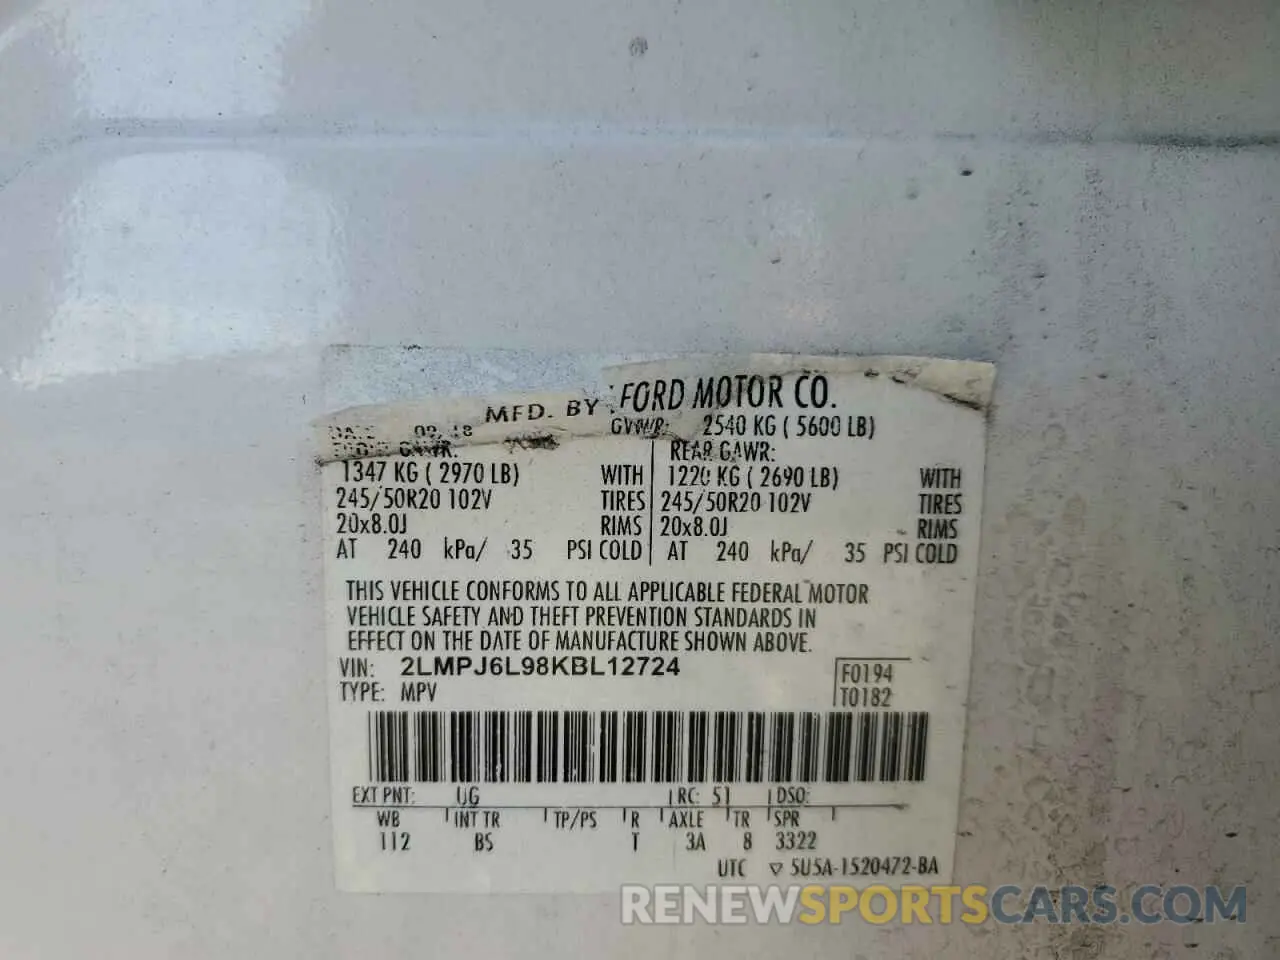 MFD. BY FORD MOTOR CO.
DATE 09/18 GVWR: 2540 KG ( 5600 LB)
FRONT GAWR: REAR GAWR:
1347 KG ( 2970 LB) WITH 1220 KG ( 2690 LB) WITH
245/50R20 102V TIRES 245/50R20 102V TIRES
20x8.0J RIMS 20x8.0J RIMS
AT 240 kPa/ 35 PSI COLD AT 240 kPa/ 35 PSI COLD
THIS VEHICLE CONFORMS TO ALL APPLICABLE FEDERAL MOTOR
VEHICLE SAFETY AND THEFT PREVENTION STANDARDS IN
EFFECT ON THE DATE OF MANUFACTURE SHOWN ABOVE.
VIN: 2LMPJ6L98KBL12724
TYPE: MPV
F0194
T0182
EXT PNT: UG RC: 51 DSO:
WB INT TR TP/PS R AXLE TR SPR
112 BS T 3A 8 3322
UTC ▽ 5U5A-1520472-BA
RENEWSPORTSCARS.COM